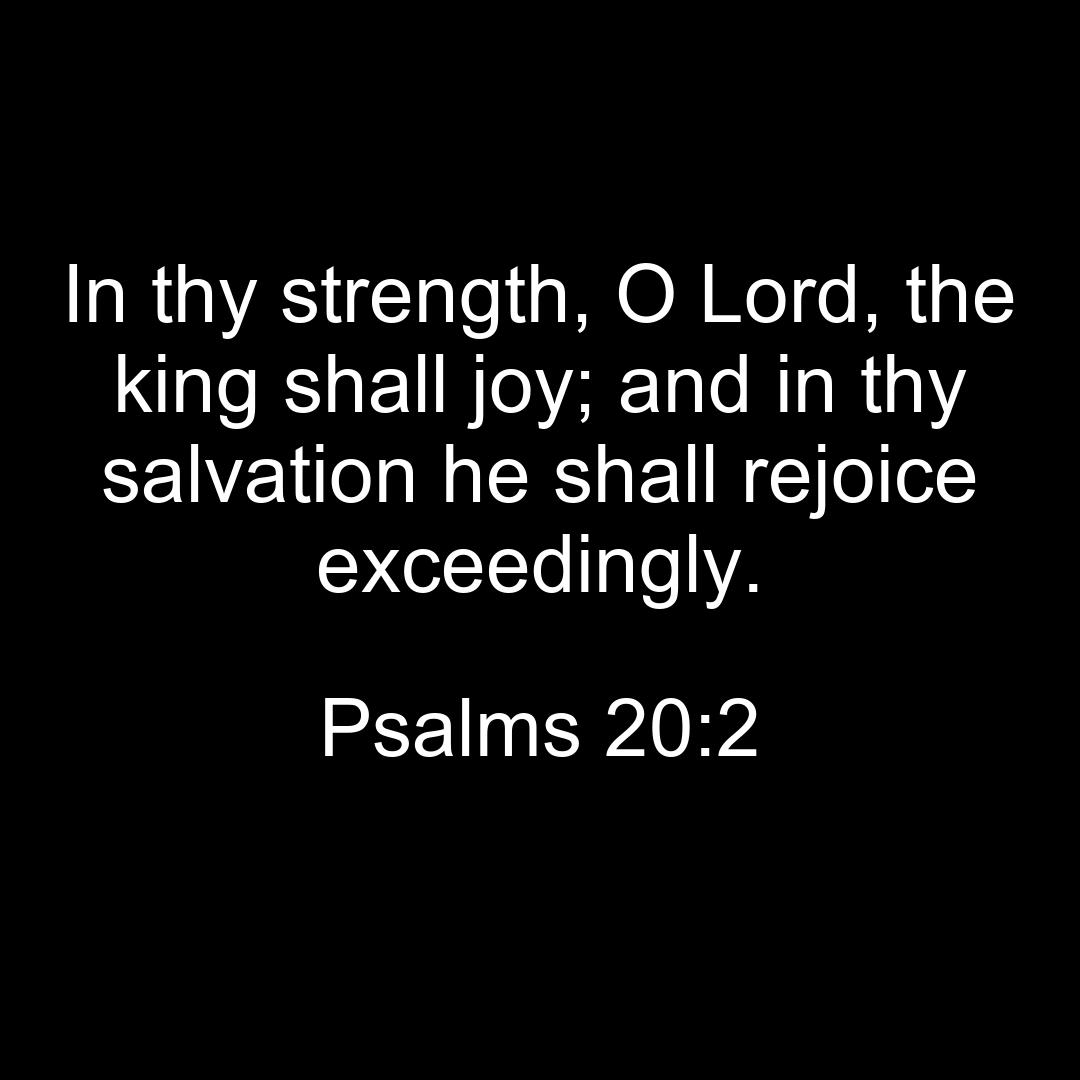 In thy strength, O Lord, the
king shall joy; and in thy
salvation he shall rejoice
exceedingly.
Psalms 20:2